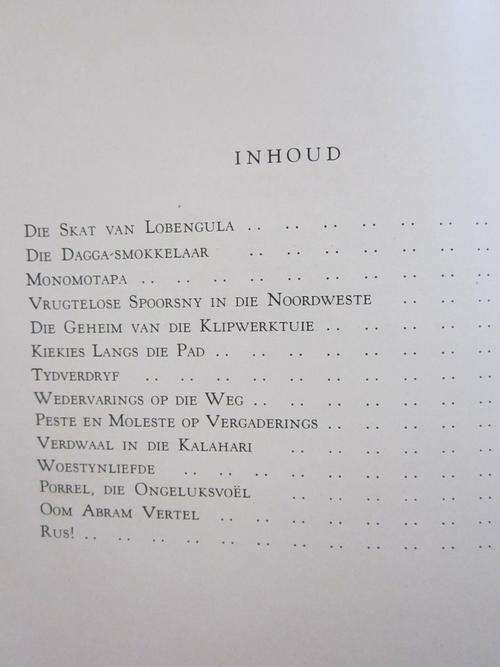 INHOUD
DIE SKAT VAN LOBENGULA .. .. .. .. .. .. ..
DIE DAGGA-SMOKKELAAR .. .. .. .. .. .. ..
MONOMOTAPA .. .. .. .. .. .. .. .. .. ..
VRUGTELOSE SPOORSNY IN DIE NOORDWESTE .. .. ..
DIE GEHEIM VAN DIE KLIPWERKTUIE .. .. .. .. ..
KIEKIES LANGS DIE PAD .. .. .. .. .. .. .. ..
TYDVERDRYF .. .. .. .. .. .. .. .. .. ..
WEDERVARINGS OP DIE WEG .. .. .. .. .. .. ..
PESTE EN MOLESTE OP VERGADERINGS .. .. .. .. ..
VERDWAAL IN DIE KALAHARI .. .. .. .. .. ..
WOESTYNLIEFDE .. .. .. .. .. .. .. .. ..
PORREL, DIE ONGELUKSVOËL .. .. .. .. .. ..
OOM ABRAM VERTEL .. .. .. .. .. .. .. ..
RUS! .. .. .. .. .. .. .. .. .. .. ..